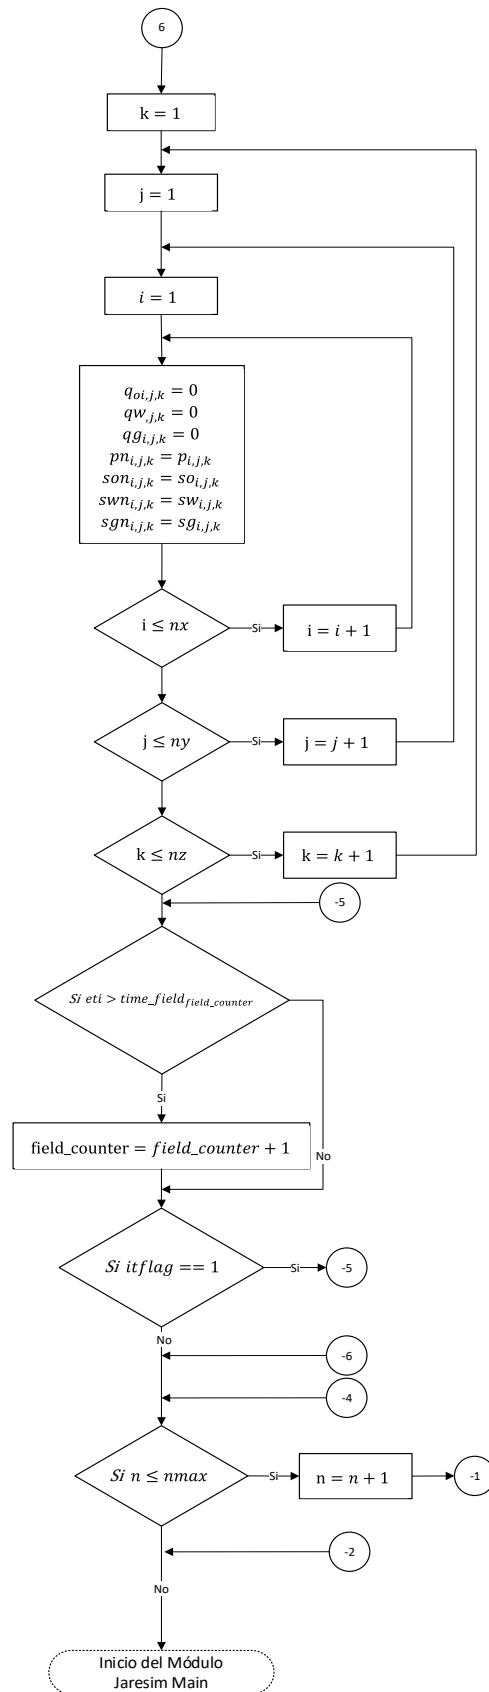 6
k = 1
j = 1
i = 1
q_{oi,j,k} = 0
qw_{,j,k} = 0
qg_{i,j,k} = 0
pn_{i,j,k} = p_{i,j,k}
son_{i,j,k} = so_{i,j,k}
swn_{i,j,k} = sw_{i,j,k}
sgn_{i,j,k} = sg_{i,j,k}
i ≤ nx
Si
i = i + 1
j ≤ ny
Si
j = j + 1
k ≤ nz
Si
k = k + 1
-5
Si eti > time_field_{field_counter}
Si
field_counter = field_counter + 1
No
Si itflag == 1
Si
-5
No
-6
-4
Si n ≤ nmax
Si
n = n + 1
-1
-2
No
Inicio del Módulo
Jaresim Main